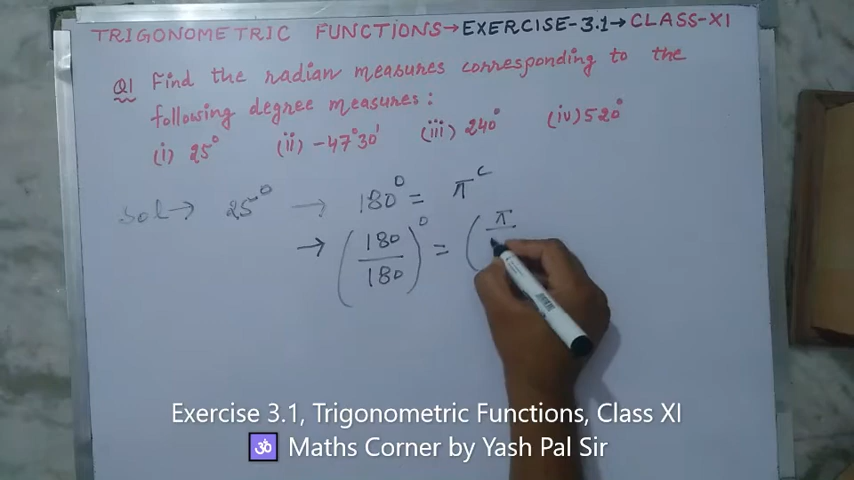 TRIGONOMETRIC FUNCTIONS→EXERCISE-3.1→CLASS-XI
Q1 Find the radian measures corresponding to the
following degree measures:
(i) 25° (ii) -47°30' (iii) 240° (iv) 520°
Sol→ 25° → 180° = π^c
→ (180/180)° = (π
Exercise 3.1, Trigonometric Functions, Class XI
🕉 Maths Corner by Yash Pal Sir